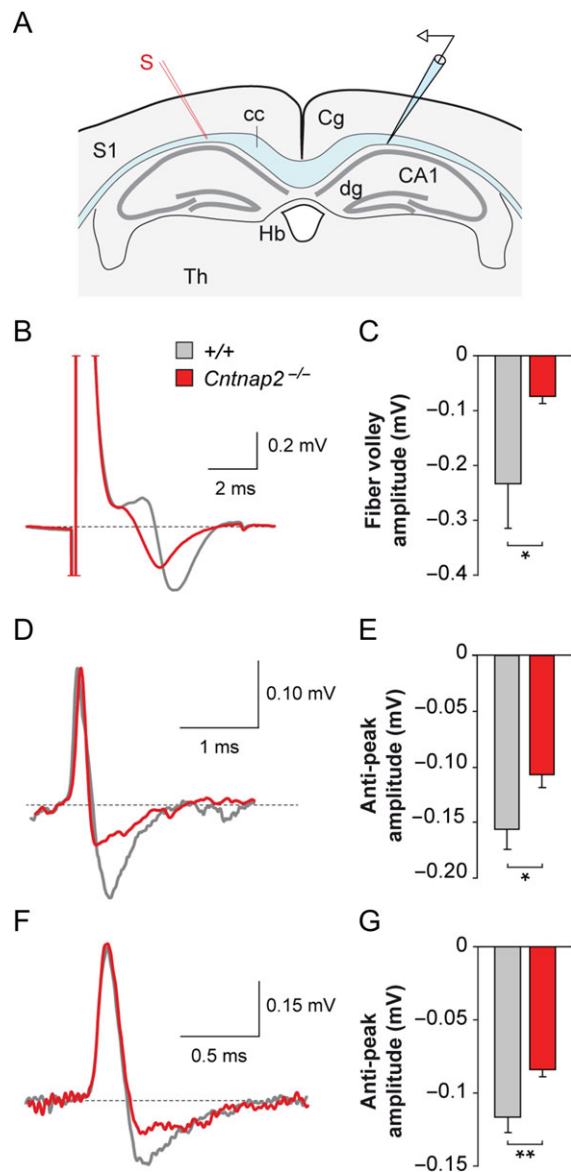 A
S
cc
Cg
S1
CA1
dg
Hb
Th
B
+/+
Cntnap2 −/−
0.2 mV
2 ms
C
Fiber volley
amplitude (mV)
0
−0.1
−0.2
−0.3
−0.4
*
D
0.10 mV
1 ms
E
Anti-peak
amplitude (mV)
0
−0.05
−0.10
−0.15
−0.20
*
F
0.15 mV
0.5 ms
G
Anti-peak
amplitude (mV)
0
−0.05
−0.1
−0.15
**